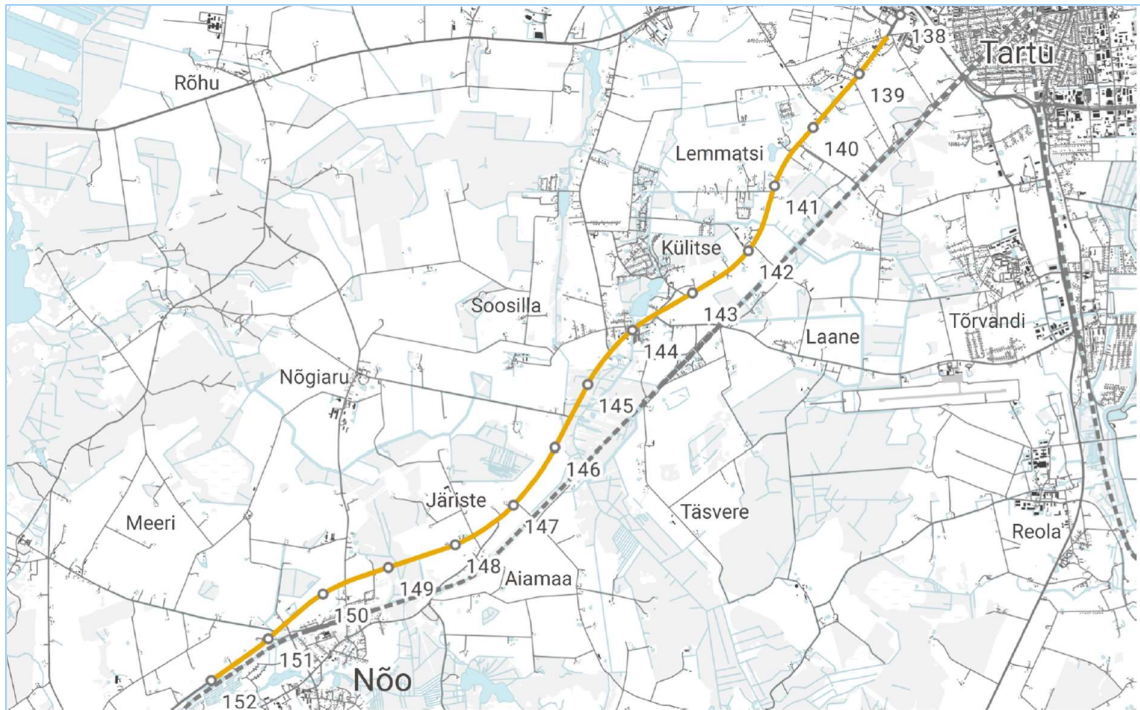 138
Tartu
Rõhu
139
140
Lemmatsi
141
Külitse
142
Soosilla
143
Tõrvandi
Laane
144
Nõgiaru
145
146
Järiste
Täsvere
Meeri
147
Reola
148
Aiamaa
149
150
151
Nõo
152